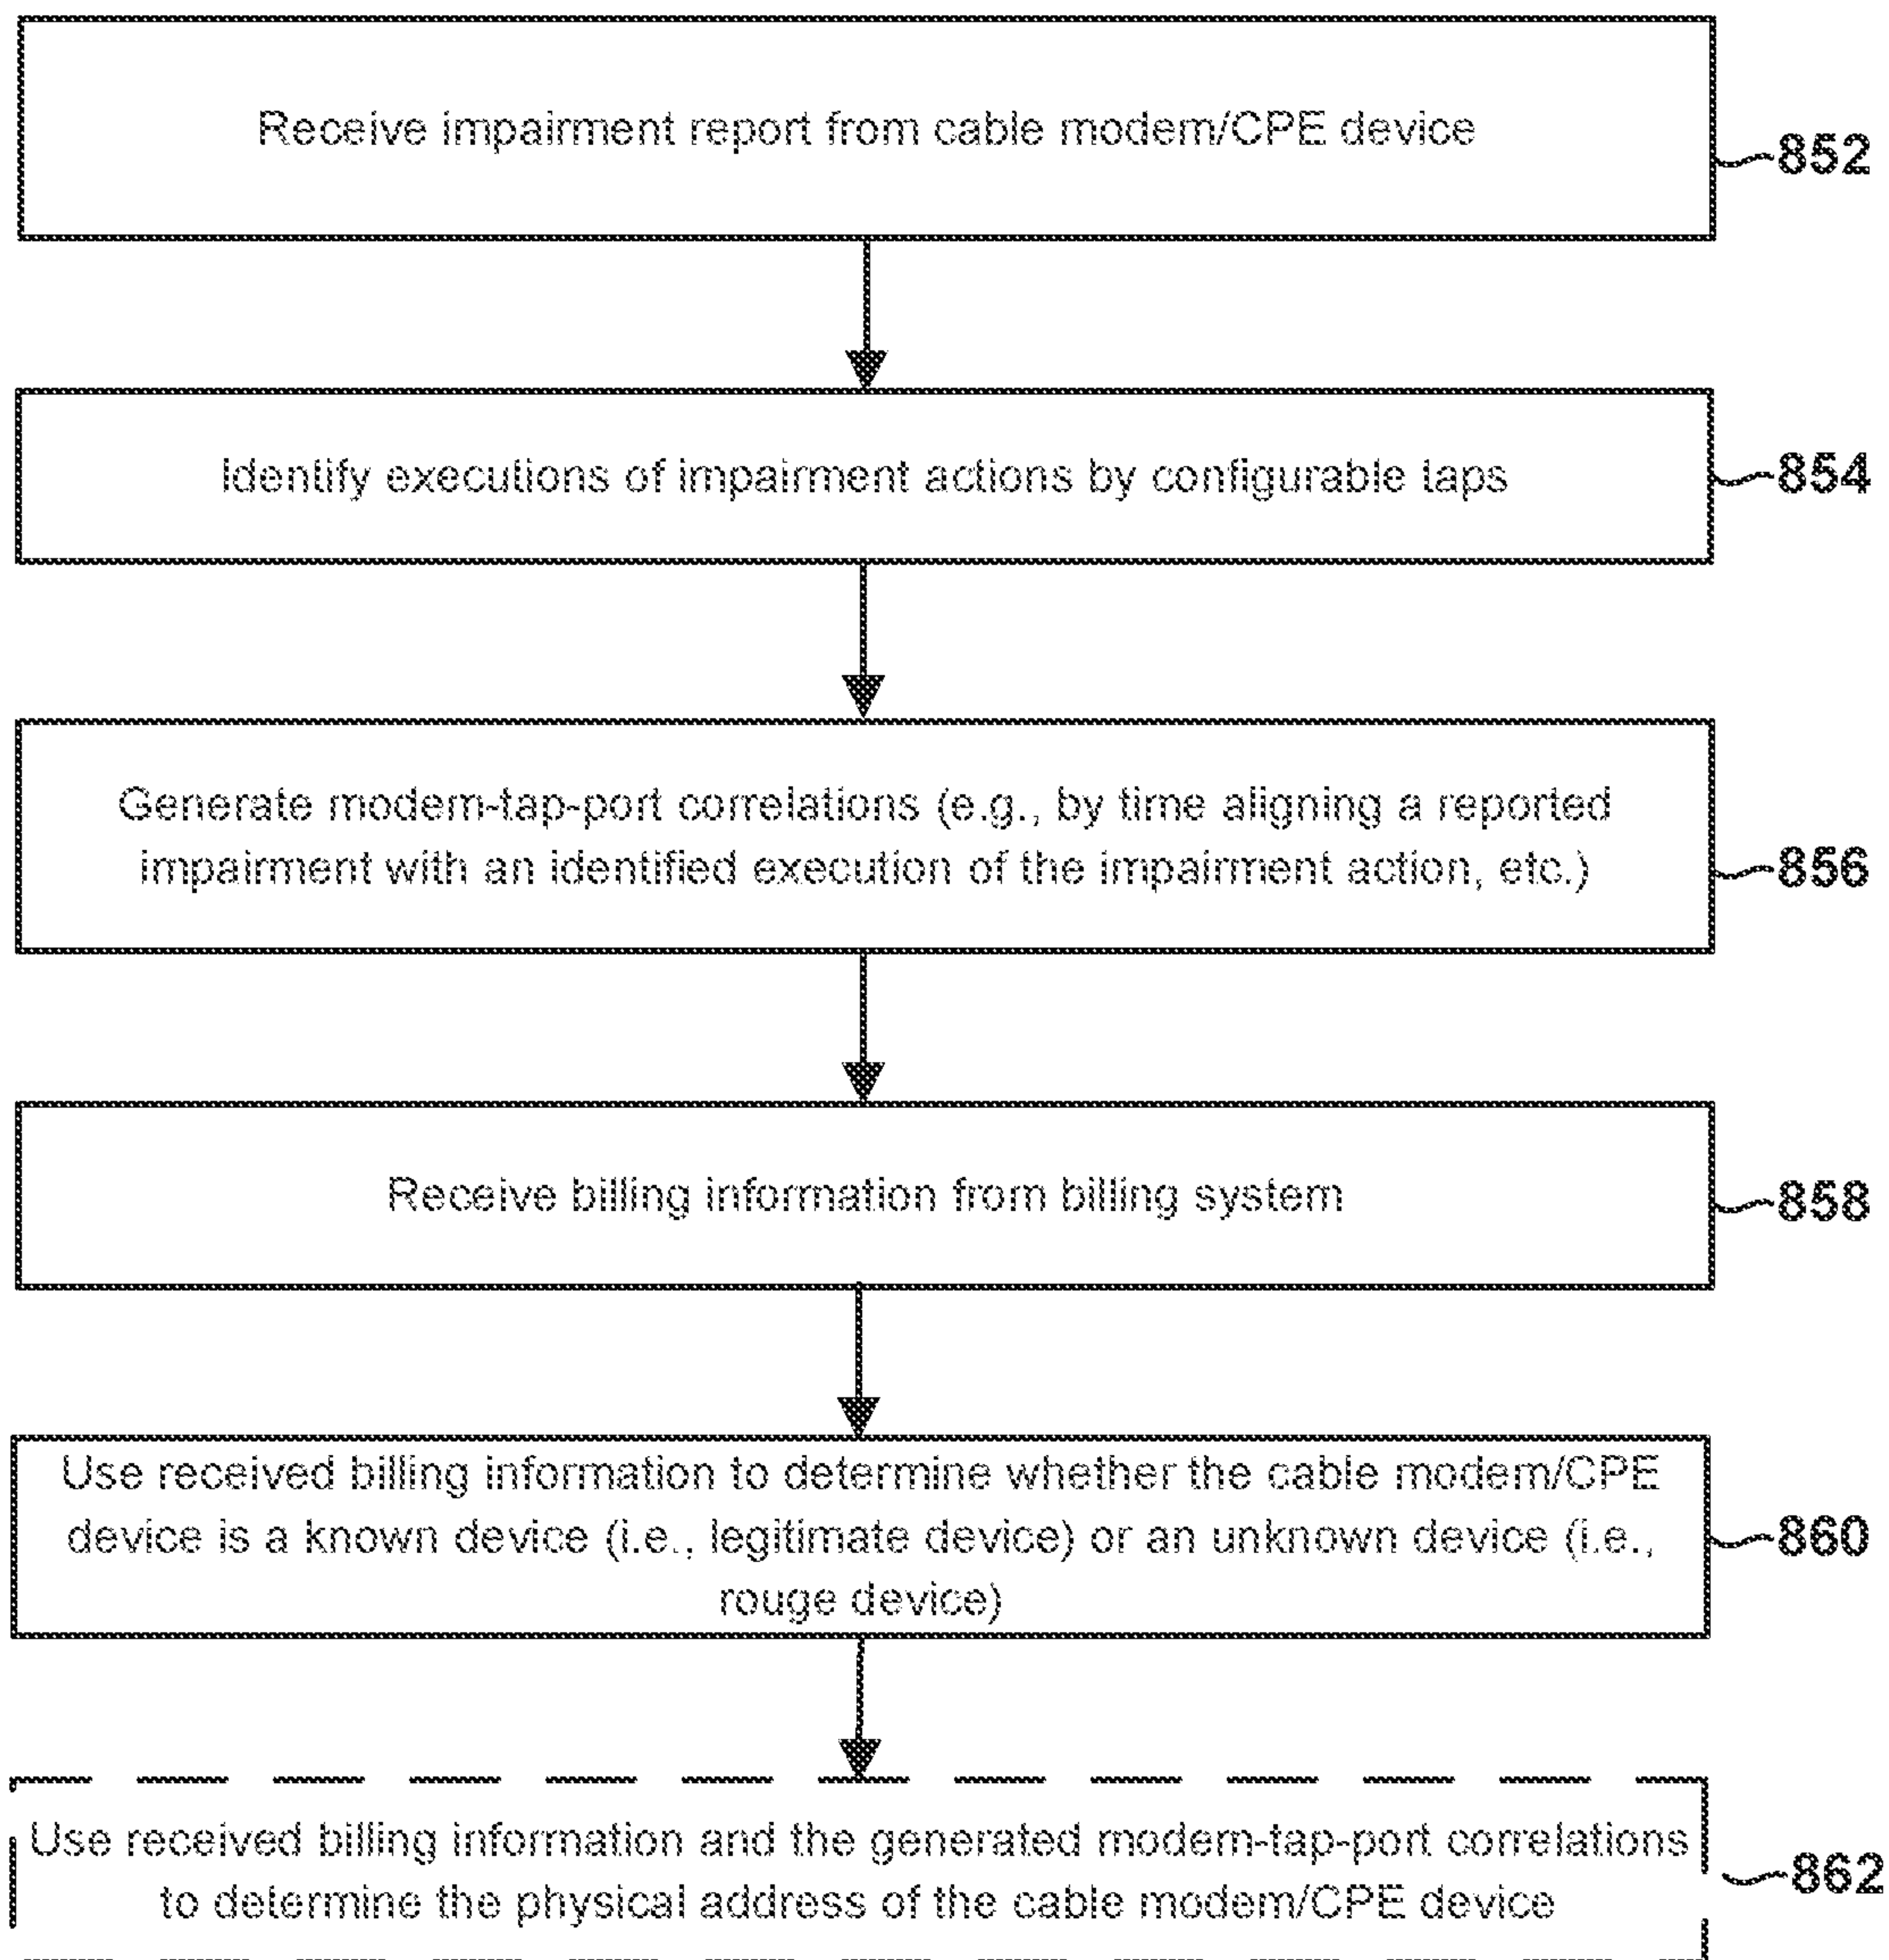 Receive impairment report from cable modem/CPE device
852
Identify executions of impairment actions by configurable taps
854
Generate modem-tap-port correlations (e.g., by time aligning a reported
impairment with an identified execution of the impairment action, etc.)
856
Receive billing information from billing system
858
Use received billing information to determine whether the cable modem/CPE
device is a known device (i.e., legitimate device) or an unknown device (i.e.,
rouge device)
860
Use received billing information and the generated modem-tap-port correlations
to determine the physical address of the cable modem/CPE device
862